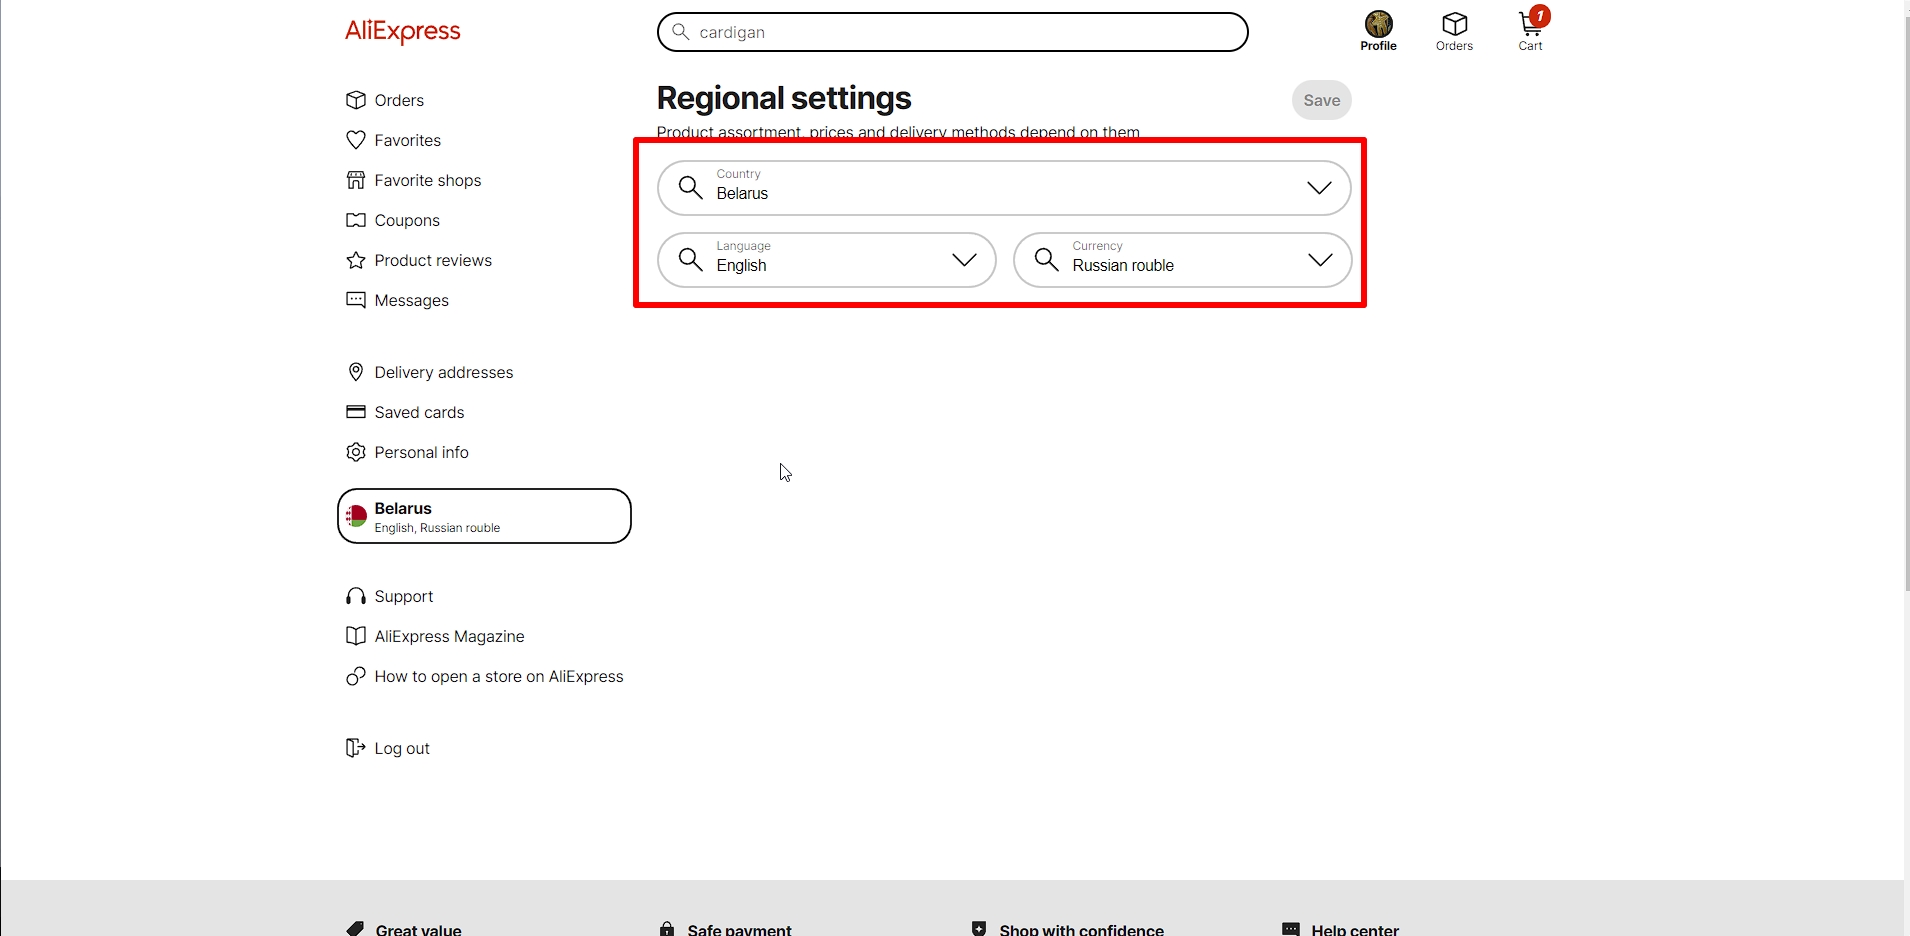 AliExpress
cardigan
Profile
Orders
1
Cart
Orders
Favorites
Favorite shops
Coupons
Product reviews
Messages
Delivery addresses
Saved cards
Personal info
Belarus
English, Russian rouble
Support
AliExpress Magazine
How to open a store on AliExpress
Log out
Regional settings
Save
Product assortment, prices and delivery methods depend on them
Country
Belarus
Language
English
Currency
Russian rouble
Great value
Safe payment
Shop with confidence
Help center